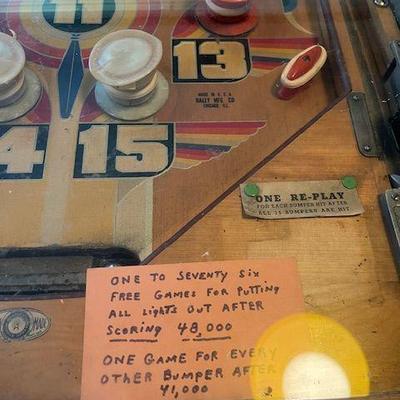 11
13
MADE IN U.S.A.
BALLY MFG CO
CHICAGO, ILL.
4
15
ONE RE-PLAY
FOR EACH BUMPER HIT AFTER
ALL 15 BUMPERS ARE HIT
ONE TO SEVENTY Six
FREE GAMES FOR PUTTING
ALL LigHTS OUT AFTER
SCORING 48,000
ONE GAME FOR EVERY
OTHER BUMPER AFTER
41,000